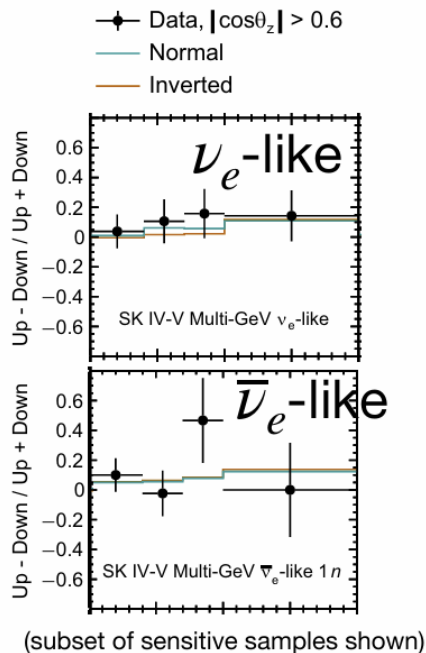 Data, |cosθz| > 0.6
Normal
Inverted
Up - Down / Up + Down
0.6
0.4
0.2
0
−0.2
−0.4
−0.6
νe-like
SK IV-V Multi-GeV νe-like
Up - Down / Up + Down
0.6
0.4
0.2
0
−0.2
−0.4
−0.6
ν̅e-like
SK IV-V Multi-GeV ν̅e-like 1n
(subset of sensitive samples shown)